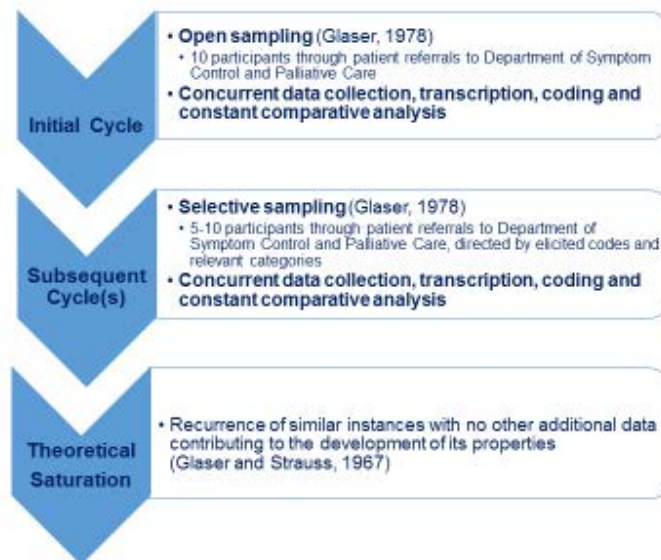 • Open sampling (Glaser, 1978)
• 10 participants through patient referrals to Department of Symptom
Control and Palliative Care
• Concurrent data collection, transcription, coding and
constant comparative analysis
Initial Cycle
• Selective sampling (Glaser, 1978)
• 5-10 participants through patient referrals to Department of
Symptom Control and Palliative Care, directed by elicited codes and
relevant categories
• Concurrent data collection, transcription, coding and
constant comparative analysis
Subsequent
Cycle(s)
• Recurrence of similar instances with no other additional data
contributing to the development of its properties
(Glaser and Strauss, 1967)
Theoretical
Saturation